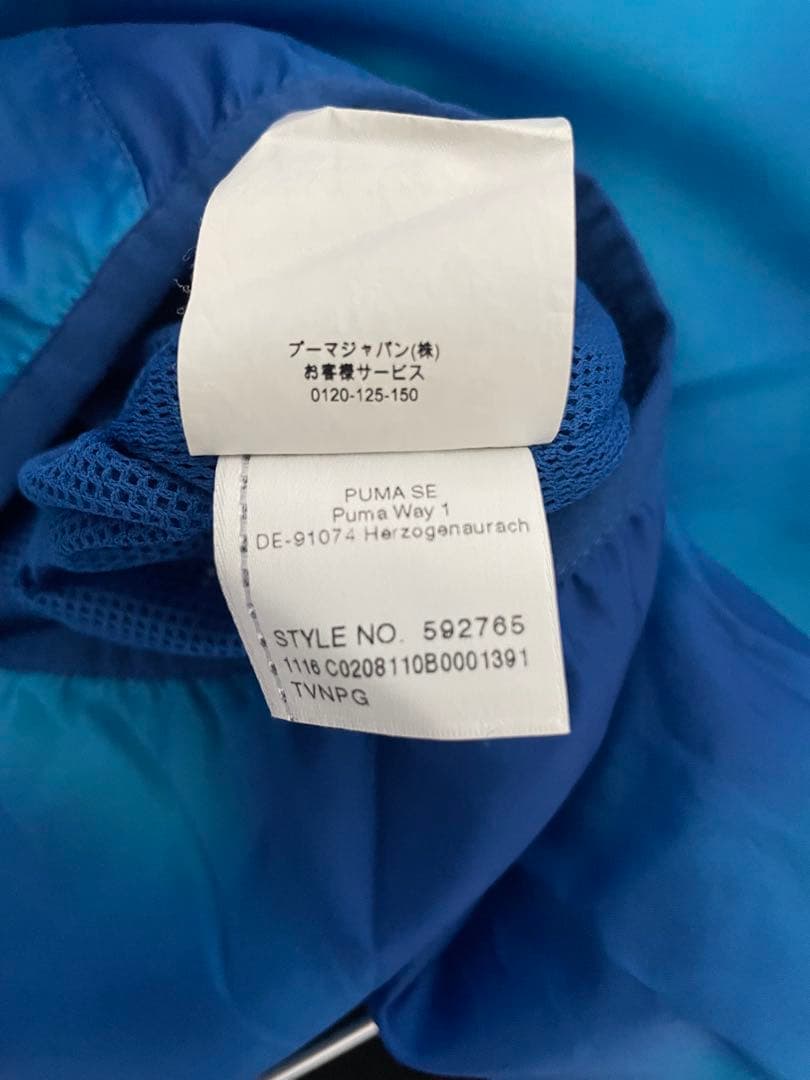 プーマジャパン(株)
お客様サービス
0120-125-150
PUMA SE
Puma Way 1
DE-91074 Herzogenaurach
STYLE NO. 592765
1116 C0208110B0001391
TVNPG